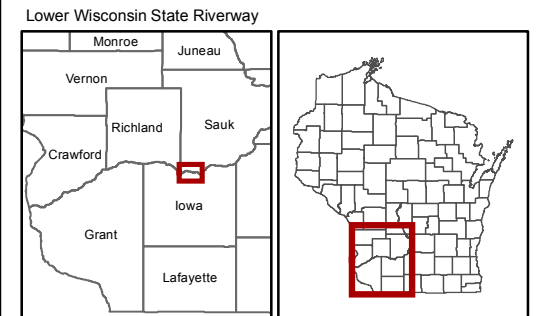 Lower Wisconsin State Riverway
Monroe
Juneau
Vernon
Richland
Sauk
Crawford
Iowa
Grant
Lafayette